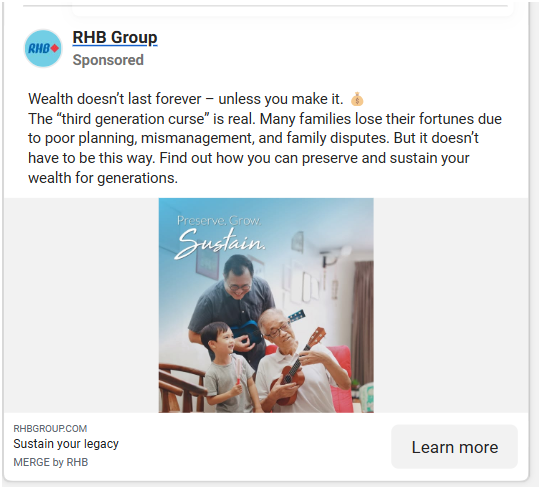 RHB
RHB Group
Sponsored
Wealth doesn’t last forever – unless you make it. 💰
The “third generation curse” is real. Many families lose their fortunes due
to poor planning, mismanagement, and family disputes. But it doesn’t
have to be this way. Find out how you can preserve and sustain your
wealth for generations.
Preserve. Grow.
Sustain.
RHBGROUP.COM
Sustain your legacy
MERGE by RHB
Learn more